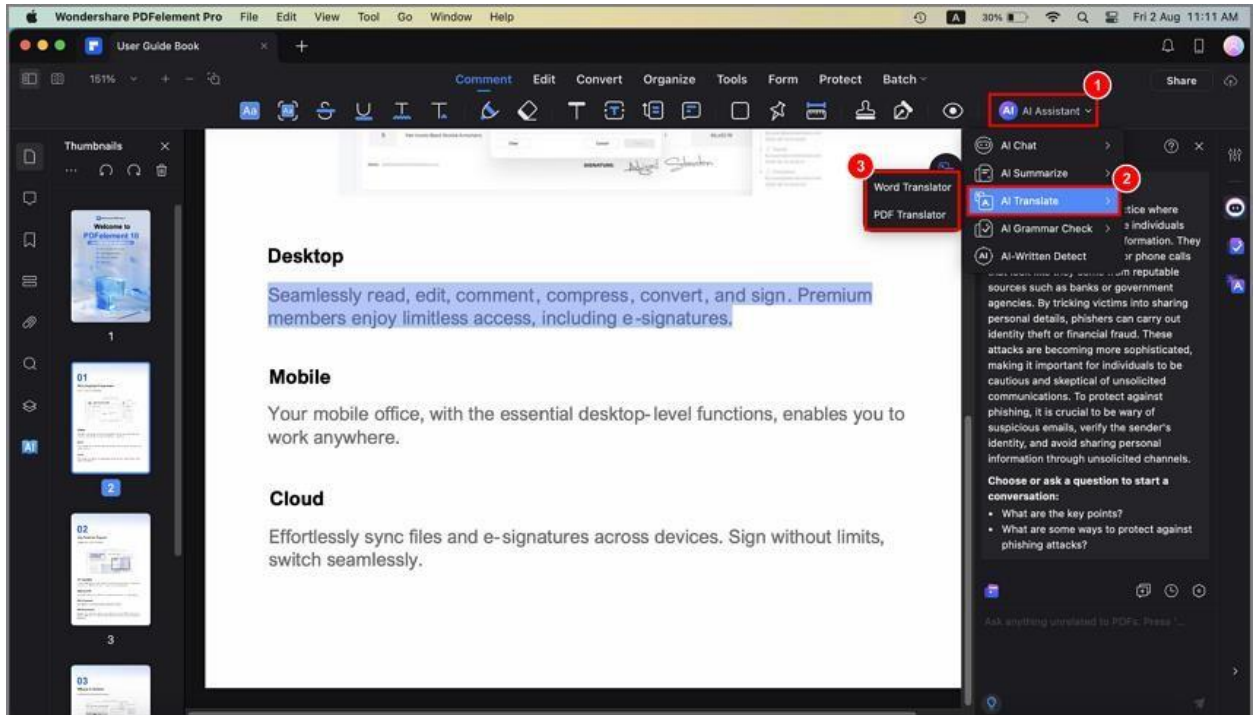 Wondershare PDFelement Pro File Edit View Tool Go Window Help
A 30% Fri 2 Aug 11:11 AM
User Guide Book × +
161% + −
Comment Edit Convert Organize Tools Form Protect Batch
Share
1
AI AI Assistant
Thumbnails ×
Welcome to
PDFelement 10
1
01
2
02
3
03
AI
SIGNATURE:
Desktop
Seamlessly read, edit, comment, compress, convert, and sign. Premium
members enjoy limitless access, including e-signatures.
Mobile
Your mobile office, with the essential desktop-level functions, enables you to
work anywhere.
Cloud
Effortlessly sync files and e-signatures across devices. Sign without limits,
switch seamlessly.
3
Word Translator
PDF Translator
AI Chat
AI Summarize
2
AI Translate
AI Grammar Check
AI-Written Detect
tice where
individuals
formation. They
or phone calls
reputable
sources such as banks or government
agencies. By tricking victims into sharing
personal details, phishers can carry out
identity theft or financial fraud. These
attacks are becoming more sophisticated,
making it important for individuals to be
cautious and skeptical of unsolicited
communications. To protect against
phishing, it is crucial to be wary of
suspicious emails, verify the sender's
identity, and avoid sharing personal
information through unsolicited channels.
Choose or ask a question to start a
conversation:
• What are the key points?
• What are some ways to protect against
phishing attacks?
Ask anything unrelated to PDFs. Press '...